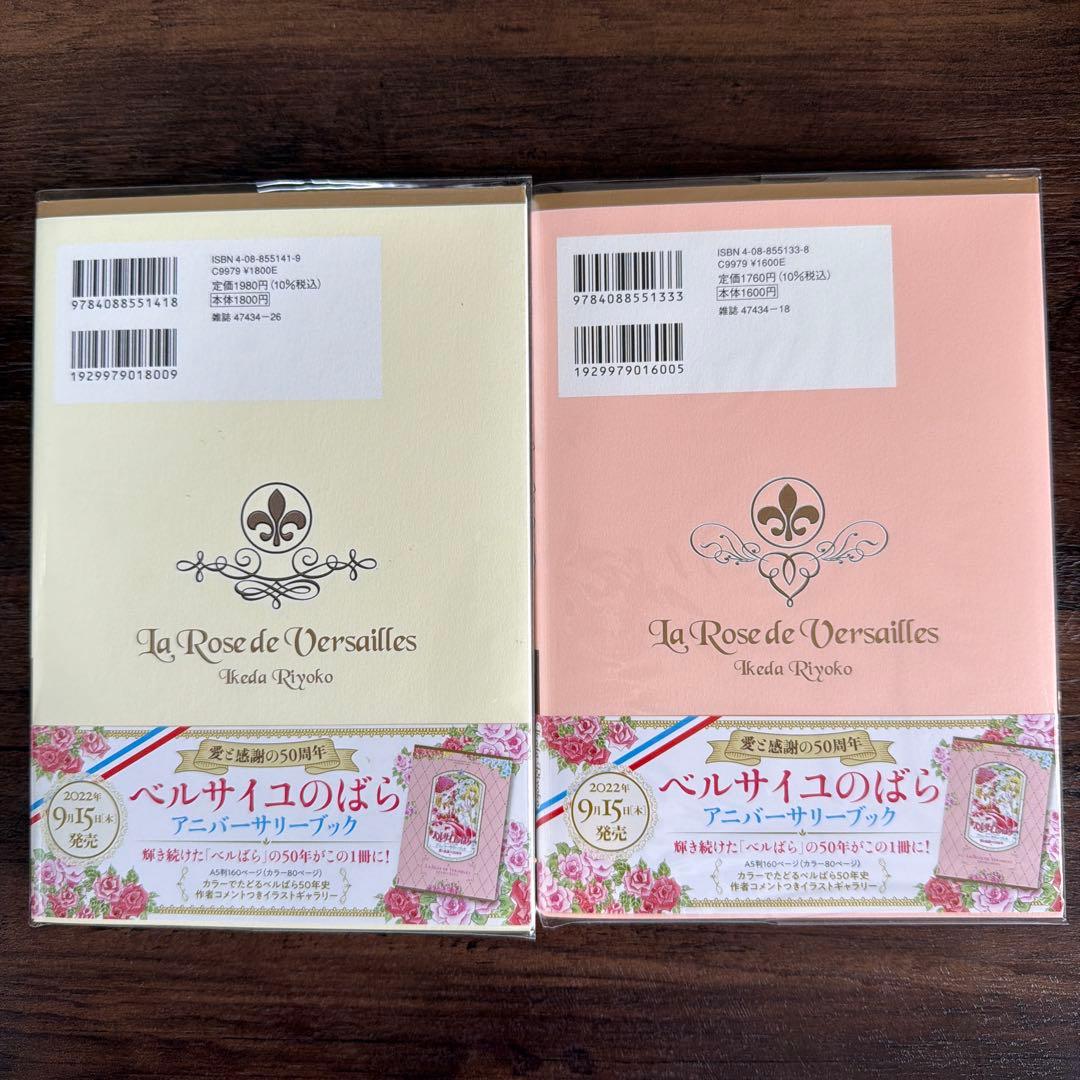 ISBN 4-08-855141-9
C9979 ¥1800E
定価1980円(10%税込)
本体1800円
雑誌 47434-26
9784088551418
1929979018009
La Rose de Versailles
Ikeda Riyoko
愛と感謝の50周年
2022年
9月15日(木)
発売
ベルサイユのばら
アニバーサリーブック
輝き続けた「ベルばら」の50年がこの1冊に!
A5判160ページ(カラー80ページ)
カラーでたどるベルばら50年史
作者コメントつきイラストギャラリー
ISBN 4-08-855133-8
C9979 ¥1600E
定価1760円(10%税込)
本体1600円
雑誌 47434-18
9784088551333
1929979016005
La Rose de Versailles
Ikeda Riyoko
愛と感謝の50周年
2022年
9月15日(木)
発売
ベルサイユのばら
アニバーサリーブック
輝き続けた「ベルばら」の50年がこの1冊に!
A5判160ページ(カラー80ページ)
カラーでたどるベルばら50年史
作者コメントつきイラストギャラリー